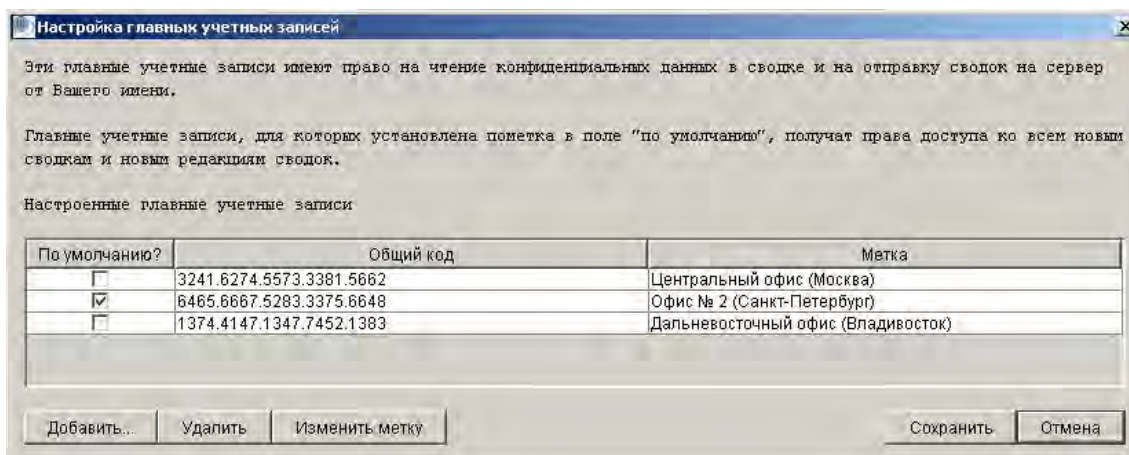 Настройка главных учетных записей
Эти главные учетные записи имеют право на чтение конфиденциальных данных в сводке и на отправку сводок на сервер
от Вашего имени.
Главные учетные записи, для которых установлена пометка в поле "по умолчанию", получат права доступа ко всем новым
сводкам и новым редакциям сводок.
Настроенные главные учетные записи
По умолчанию? Общий код Метка
3241.6274.5573.3381.5662 Центральный офис (Москва)
6465.6667.5283.3375.6648 Офис № 2 (Санкт-Петербург)
1374.4147.1347.7452.1383 Дальневосточный офис (Владивосток)
Добавить... Удалить Изменить метку Сохранить Отмена